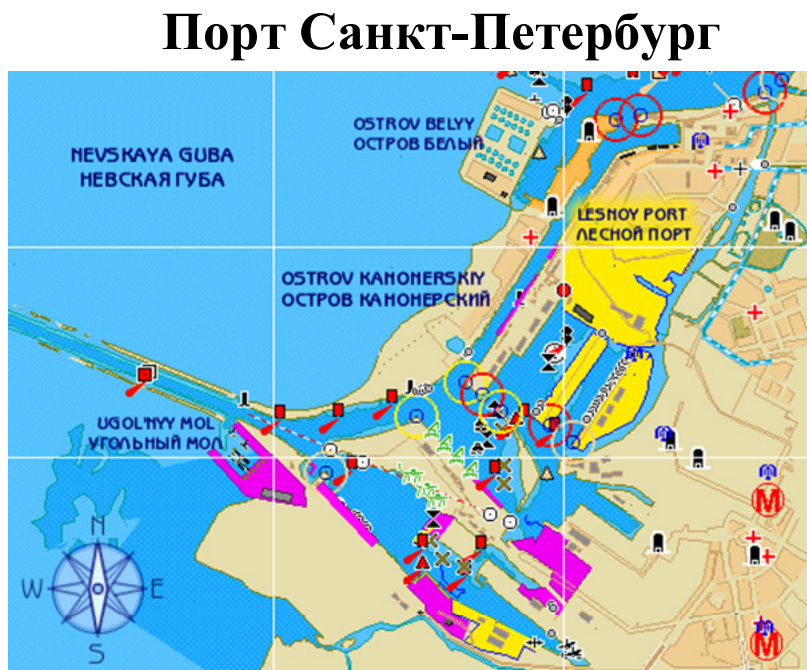 Порт Санкт-Петербург
OSTROV BELYY
ОСТРОВ БЕЛЫЙ
NEVSKAYA GUBA
НЕВСКАЯ ГУБА
LESNOY PORT
ЛЕСНОЙ ПОРТ
OSTROV KANONERSKIY
ОСТРОВ КАНОНЕРСКИЙ
UGOL'NYY MOL
УГОЛЬНЫЙ МОЛ
M
N
W E
S
M